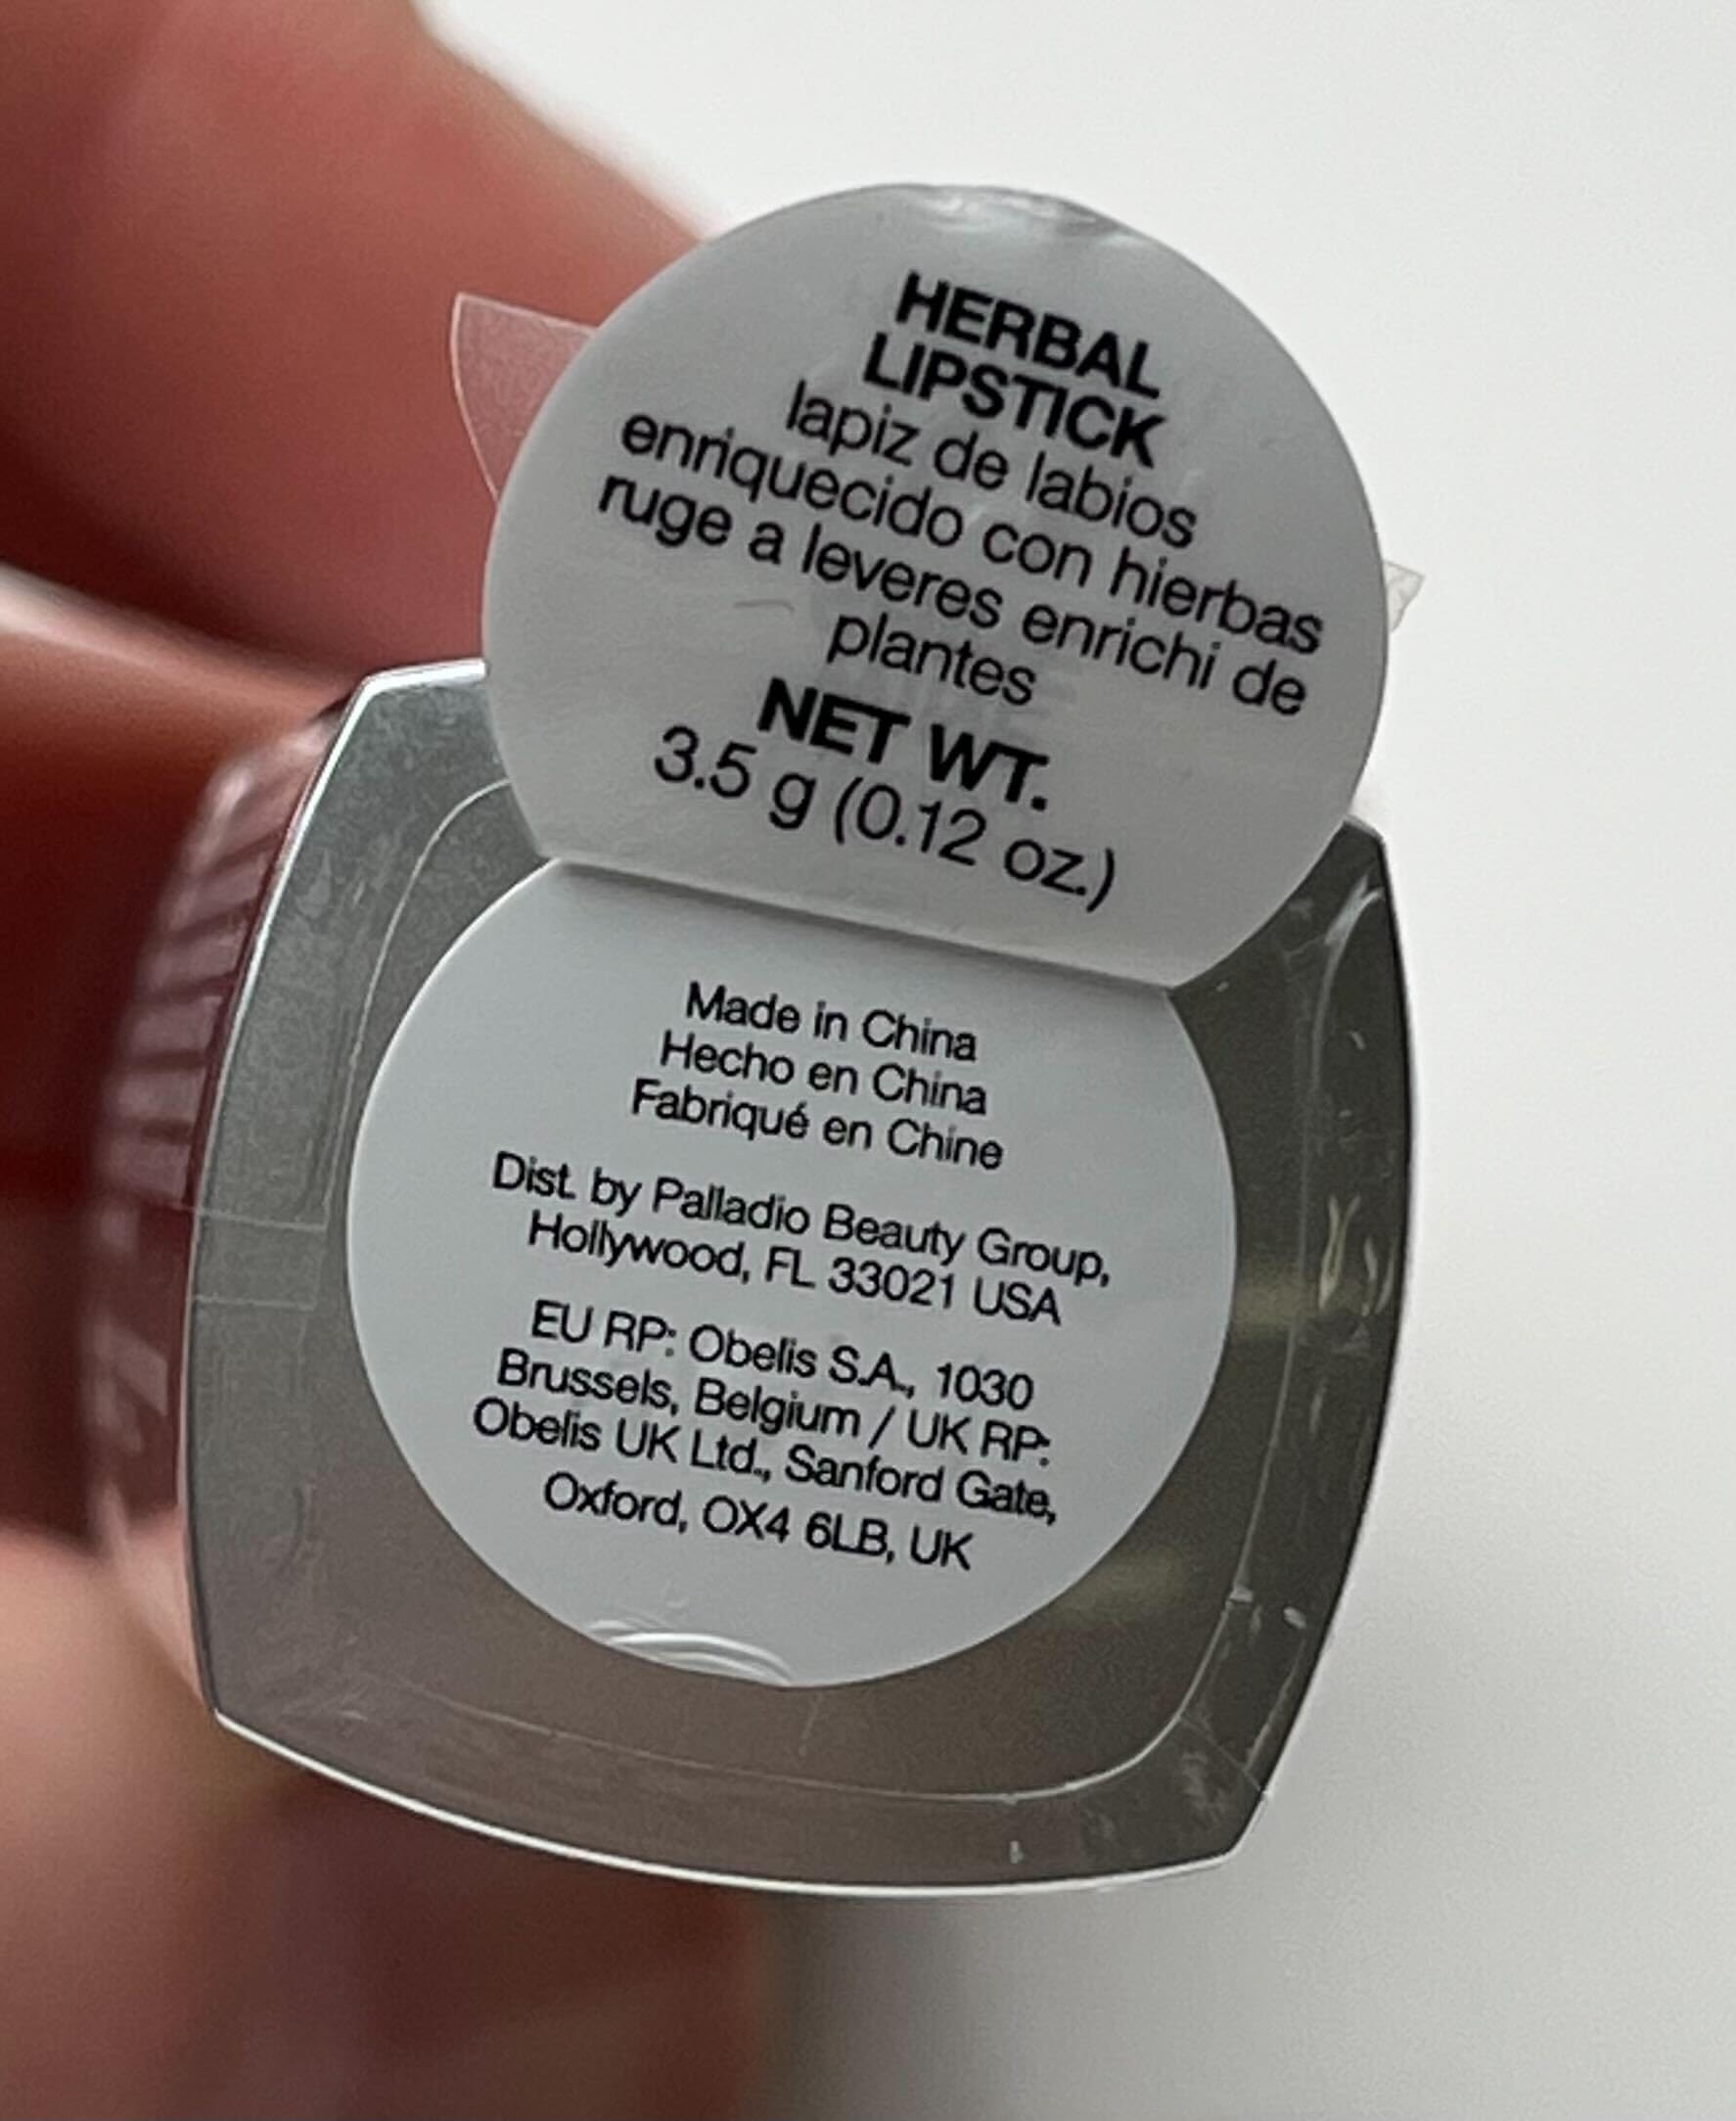 HERBAL
LIPSTICK
lapiz de labios
enriquecido con hierbas
ruge a leveres enrichi de
plantes
NET WT.
3.5 g (0.12 oz.)
Made in China
Hecho en China
Fabriqué en Chine
Dist. by Palladio Beauty Group,
Hollywood, FL 33021 USA
EU RP: Obelis S.A., 1030
Brussels, Belgium / UK RP:
Obelis UK Ltd., Sanford Gate,
Oxford, OX4 6LB, UK